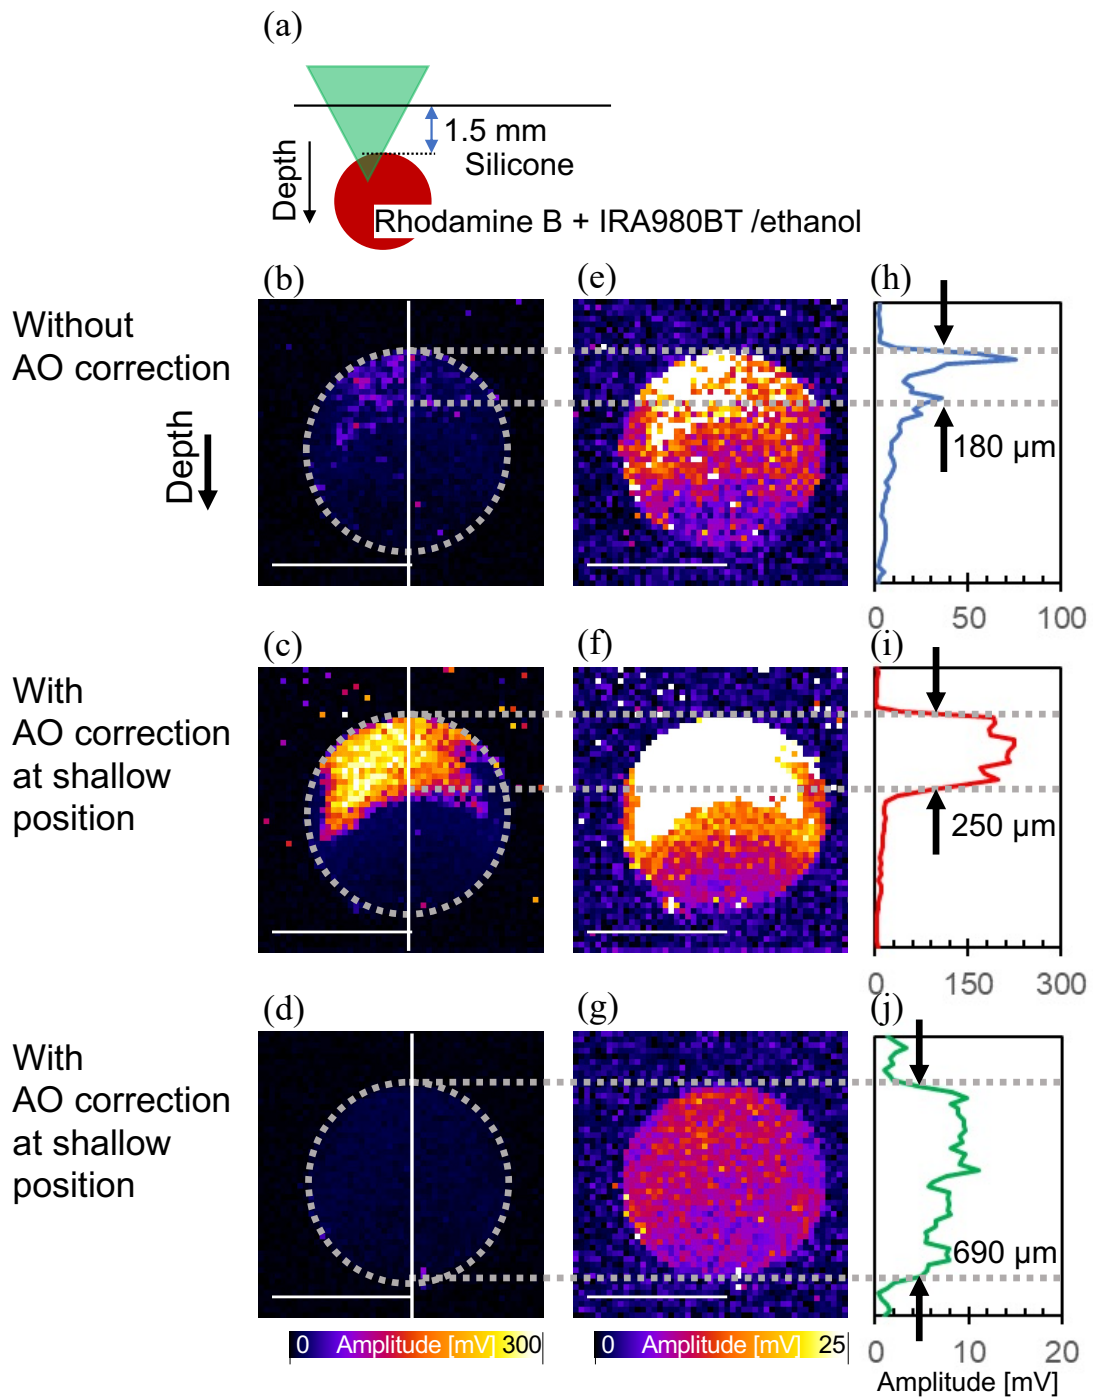 (a)
1.5 mm
Silicone
Depth
Rhodamine B + IRA980BT /ethanol
(b)
(e)
(h)
Without
AO correction
Depth
180 µm
0 50 100
(c)
(f)
(i)
With
AO correction
at shallow
position
250 µm
0 150 300
(d)
(g)
(j)
With
AO correction
at shallow
position
690 µm
0 Amplitude [mV] 300
0 Amplitude [mV] 25
0 10 20
Amplitude [mV]